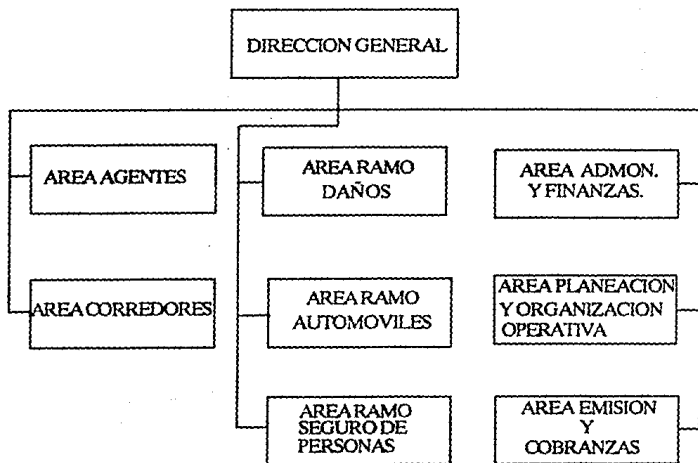 DIRECCION GENERAL
AREA AGENTES
AREA RAMO
DAÑOS
AREA ADMON.
Y FINANZAS.
AREA CORREDORES
AREA RAMO
AUTOMOVILES
AREA PLANEACION
Y ORGANIZACION
OPERATIVA
AREA RAMO
SEGURO DE
PERSONAS
AREA EMISION
Y
COBRANZAS